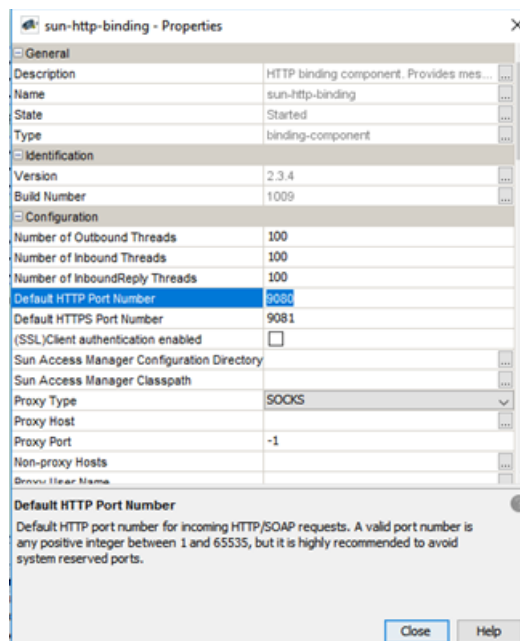 sun-http-binding - Properties
General
Description HTTP binding component. Provides mes... ...
Name sun-http-binding ...
State Started ...
Type binding-component ...
Identification
Version 2.3.4 ...
Build Number 1009 ...
Configuration
Number of Outbound Threads 100
Number of Inbound Threads 100
Number of InboundReply Threads 100
Default HTTP Port Number 9080
Default HTTPS Port Number 9081
(SSL)Client authentication enabled
Sun Access Manager Configuration Directory ...
Sun Access Manager Classpath ...
Proxy Type SOCKS
Proxy Host ...
Proxy Port -1
Non-proxy Hosts ...
Proxy User Name
Default HTTP Port Number
Default HTTP port number for incoming HTTP/SOAP requests. A valid port number is
any positive integer between 1 and 65535, but it is highly recommended to avoid
system reserved ports.
Close Help